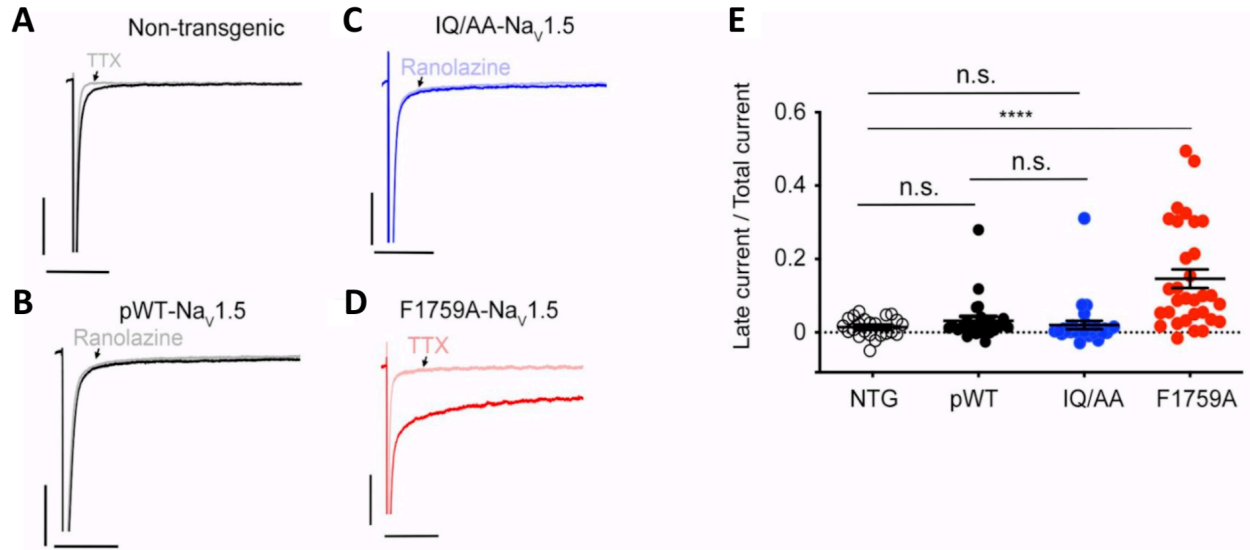 A
Non-transgenic
TTX
B
pWT-NaV1.5
Ranolazine
C
IQ/AA-NaV1.5
Ranolazine
D
F1759A-NaV1.5
TTX
E
Late current / Total current
0.6
0.4
0.2
0
n.s.
****
n.s.
n.s.
NTG pWT IQ/AA F1759A